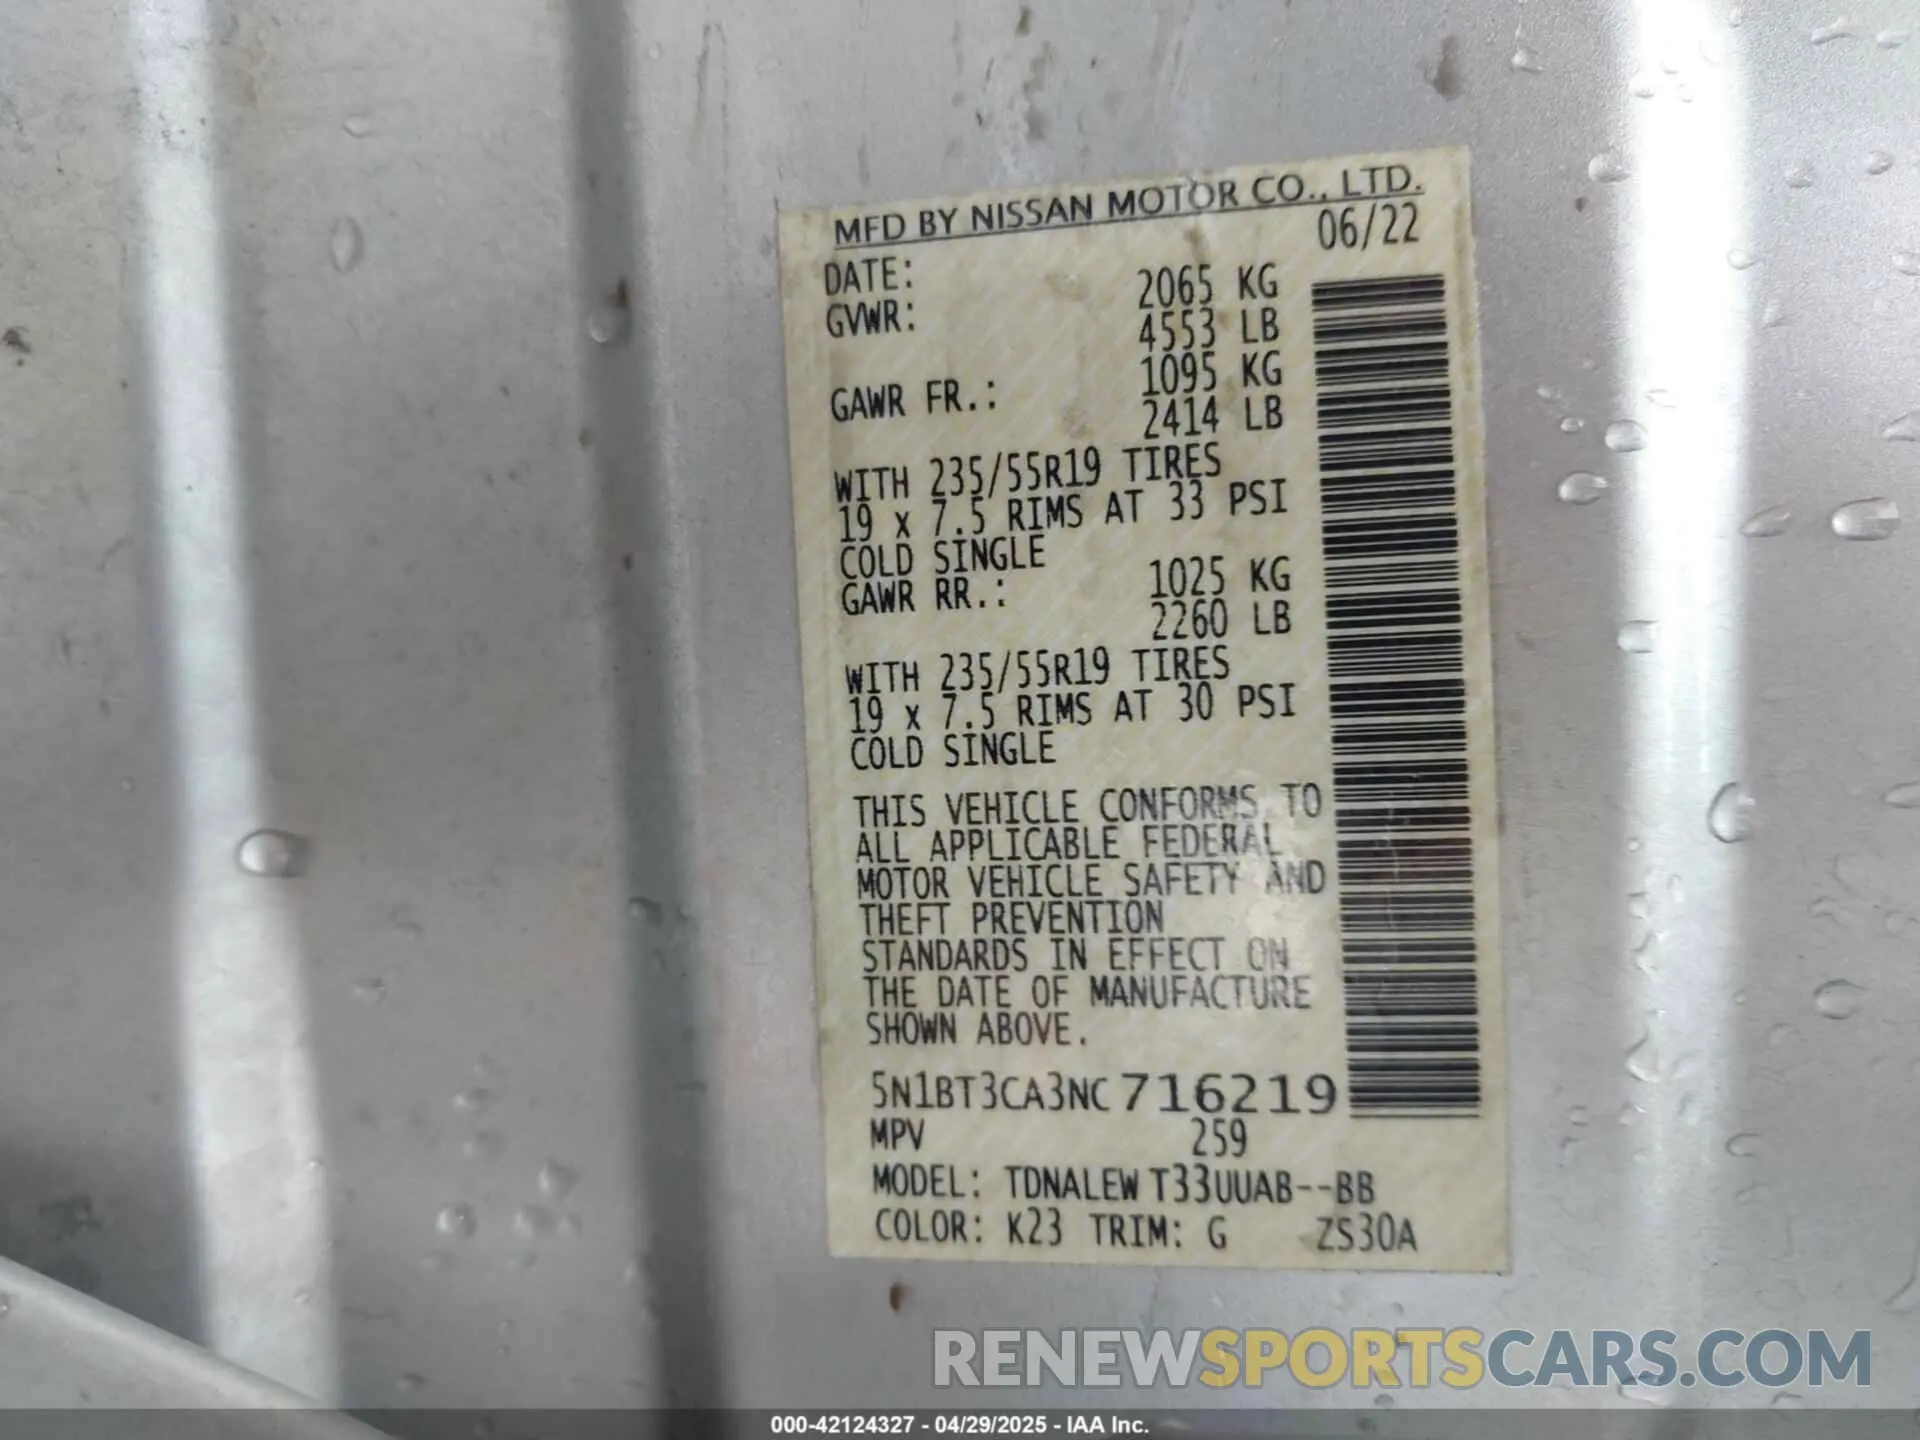 MFD BY NISSAN MOTOR CO., LTD.
DATE: 06/22
GVWR: 2065 KG
4553 LB
GAWR FR.: 1095 KG
2414 LB
WITH 235/55R19 TIRES
19 x 7.5 RIMS AT 33 PSI
COLD SINGLE
GAWR RR.: 1025 KG
2260 LB
WITH 235/55R19 TIRES
19 x 7.5 RIMS AT 30 PSI
COLD SINGLE
THIS VEHICLE CONFORMS TO
ALL APPLICABLE FEDERAL
MOTOR VEHICLE SAFETY AND
THEFT PREVENTION
STANDARDS IN EFFECT ON
THE DATE OF MANUFACTURE
SHOWN ABOVE.
5N1BT3CA3NC716219
MPV 259
MODEL: TDNALEW T33UUAB--BB
COLOR: K23 TRIM: G ZS30A
RENEWSPORTSCARS.COM
000-42124327 - 04/29/2025 - IAA Inc.